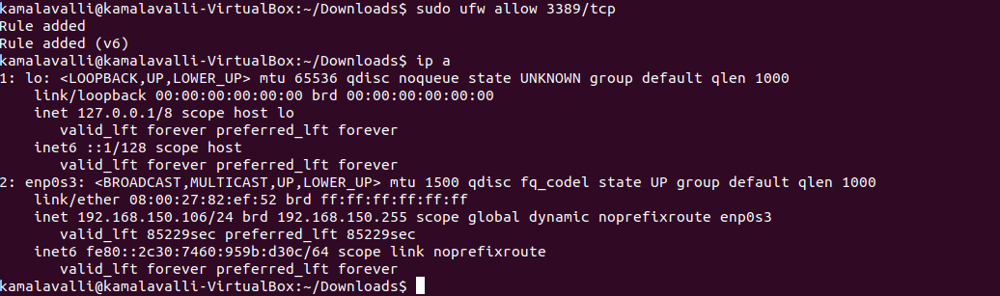 kamalavalli@kamalavalli-VirtualBox:~/Downloads$ sudo ufw allow 3389/tcp
Rule added
Rule added (v6)
kamalavalli@kamalavalli-VirtualBox:~/Downloads$ ip a
1: lo: <LOOPBACK,UP,LOWER_UP> mtu 65536 qdisc noqueue state UNKNOWN group default qlen 1000
    link/loopback 00:00:00:00:00:00 brd 00:00:00:00:00:00
    inet 127.0.0.1/8 scope host lo
       valid_lft forever preferred_lft forever
    inet6 ::1/128 scope host
       valid_lft forever preferred_lft forever
2: enp0s3: <BROADCAST,MULTICAST,UP,LOWER_UP> mtu 1500 qdisc fq_codel state UP group default qlen 1000
    link/ether 08:00:27:82:ef:52 brd ff:ff:ff:ff:ff:ff
    inet 192.168.150.106/24 brd 192.168.150.255 scope global dynamic noprefixroute enp0s3
       valid_lft 85229sec preferred_lft 85229sec
    inet6 fe80::2c30:7460:959b:d30c/64 scope link noprefixroute
       valid_lft forever preferred_lft forever
kamalavalli@kamalavalli-VirtualBox:~/Downloads$